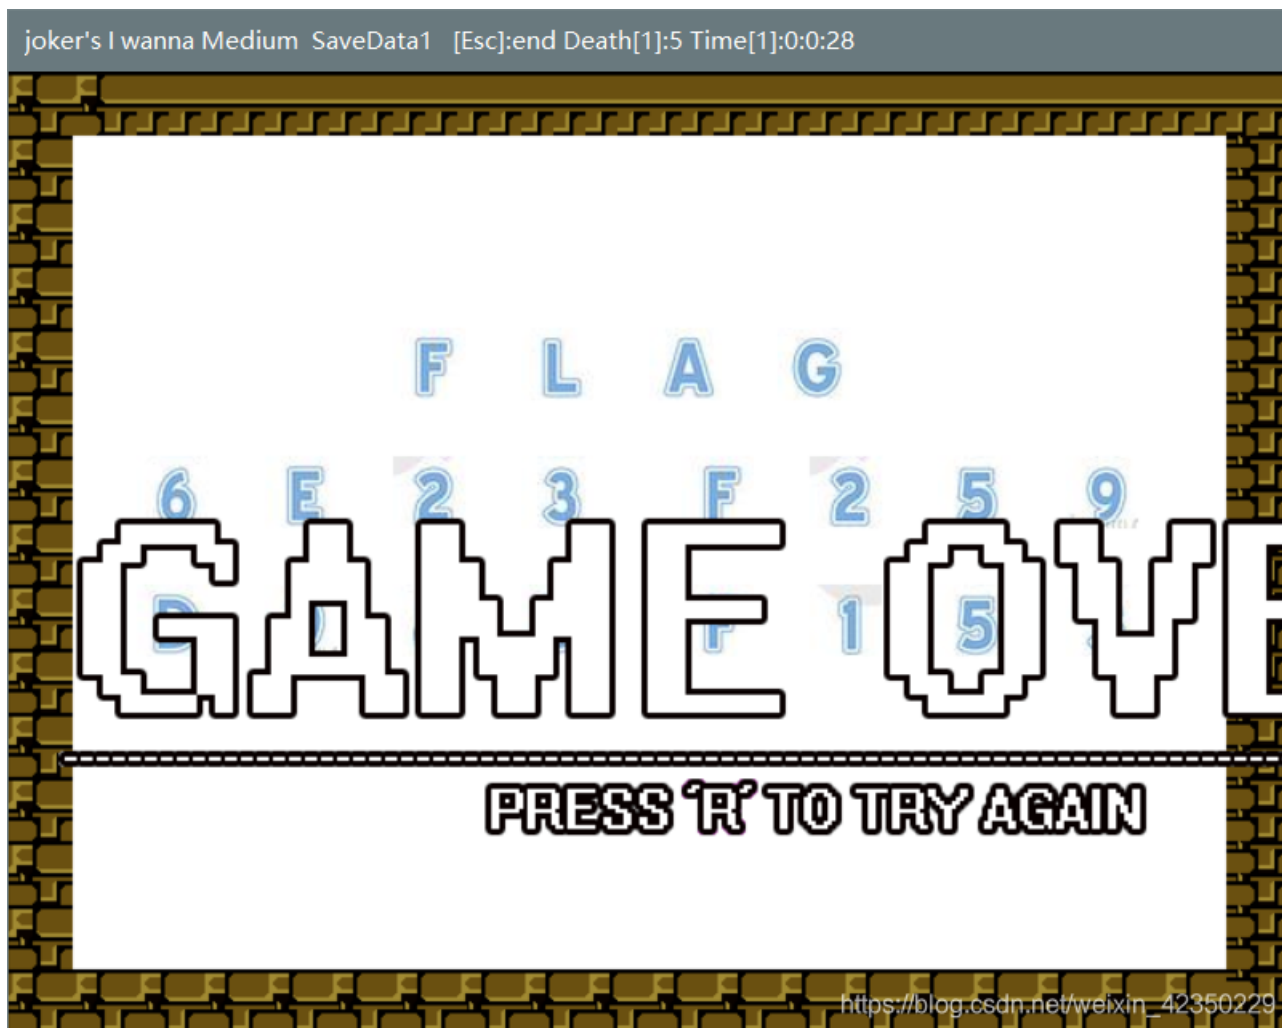 joker's I wanna Medium  SaveData1   [Esc]:end Death[1]:5 Time[1]:0:0:28
F L A G
6 E 2 3 F 2 5 9
GAME OVE
D F 1 5
PRESS 'R' TO TRY AGAIN
https://blog.csdn.net/weixin_42350229